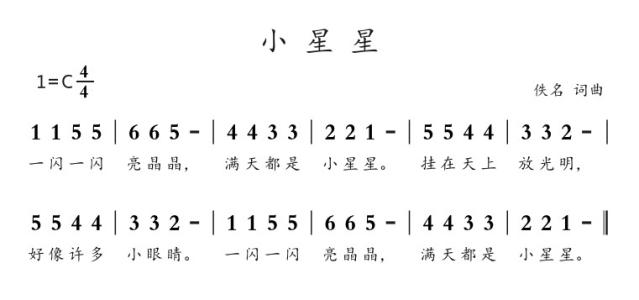 小星星
1=C 4/4
佚名 词曲
1 1 5 5 | 6 6 5 - | 4 4 3 3 | 2 2 1 - | 5 5 4 4 | 3 3 2 - |
一闪一闪 亮晶晶， 满天都是 小星星。 挂在天上 放光明，
5 5 4 4 | 3 3 2 - | 1 1 5 5 | 6 6 5 - | 4 4 3 3 | 2 2 1 - ‖
好像许多 小眼睛。 一闪一闪 亮晶晶， 满天都是 小星星。